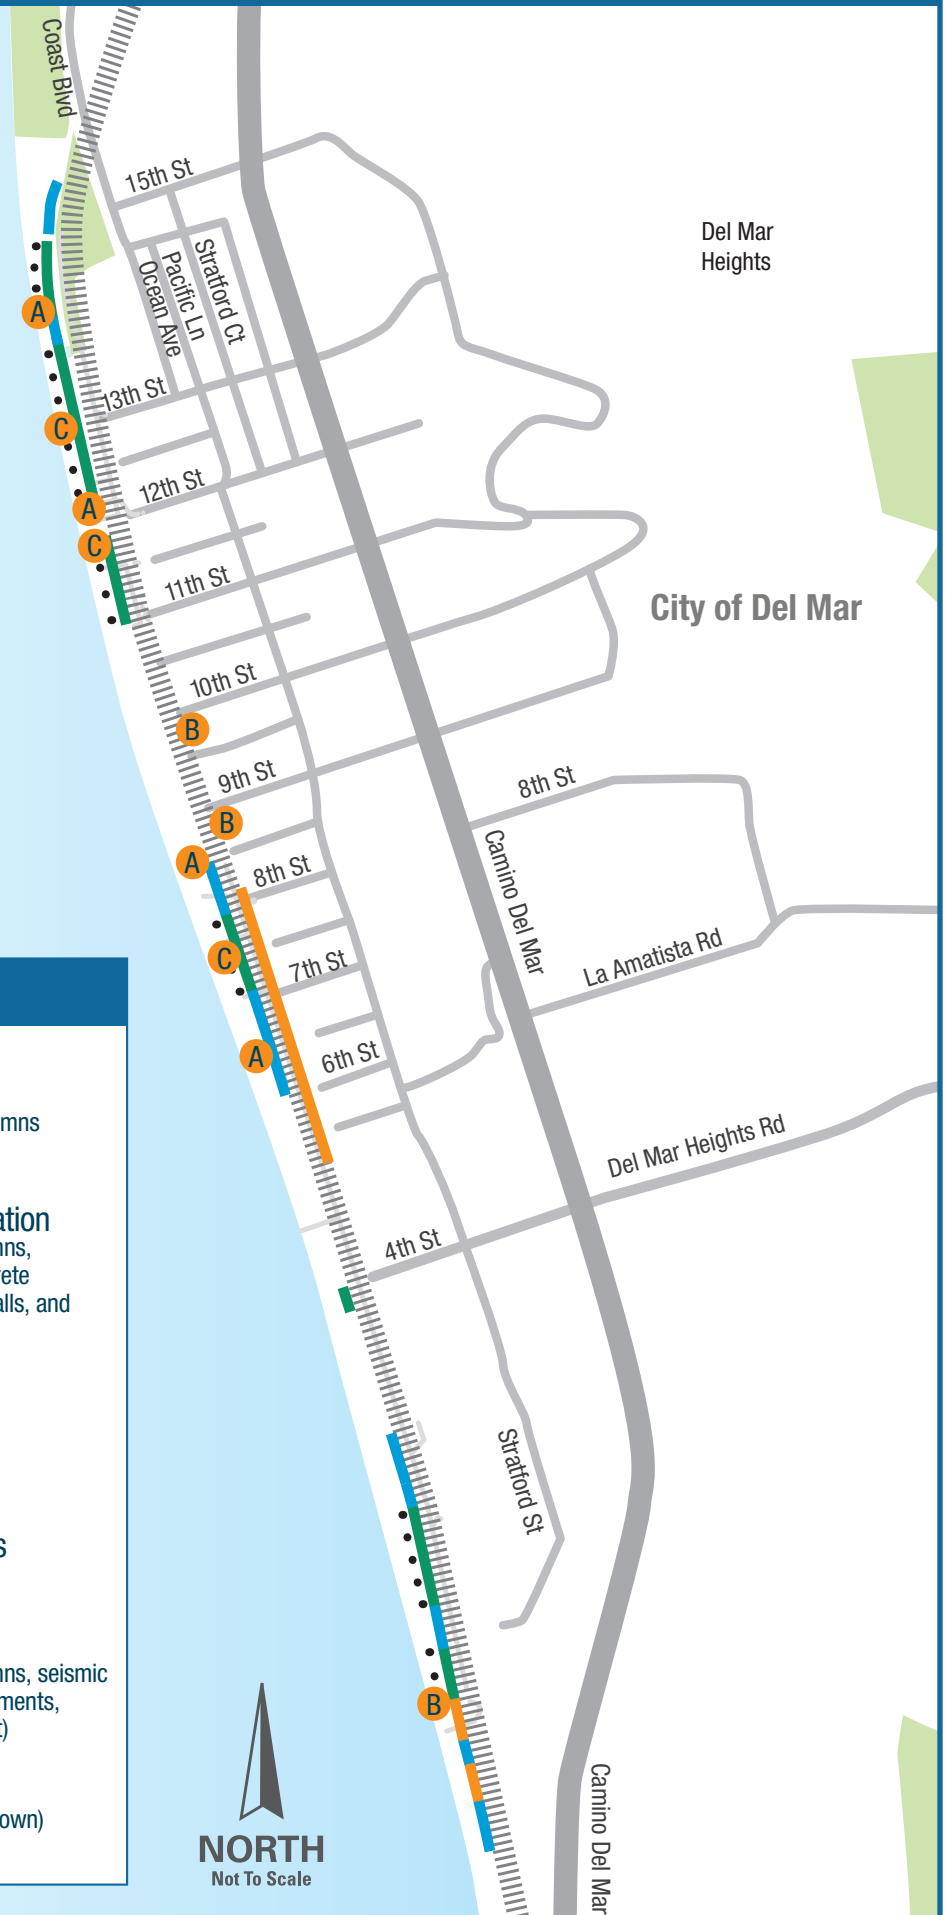 Coast Blvd
15th St
Del Mar
Heights
Stratford Ct
Pacific Ln
Ocean Ave
A
13th St
C
12th St
A
C
11th St
City of Del Mar
10th St
B
9th St
8th St
B
Camino Del Mar
A
8th St
La Amatista Rd
C
7th St
A
6th St
Del Mar Heights Rd
4th St
Stratford St
B
Camino Del Mar
mns
ation
nns,
rete
alls, and
s
nns, seismic
ments,
t)
own)
NORTH
Not To Scale